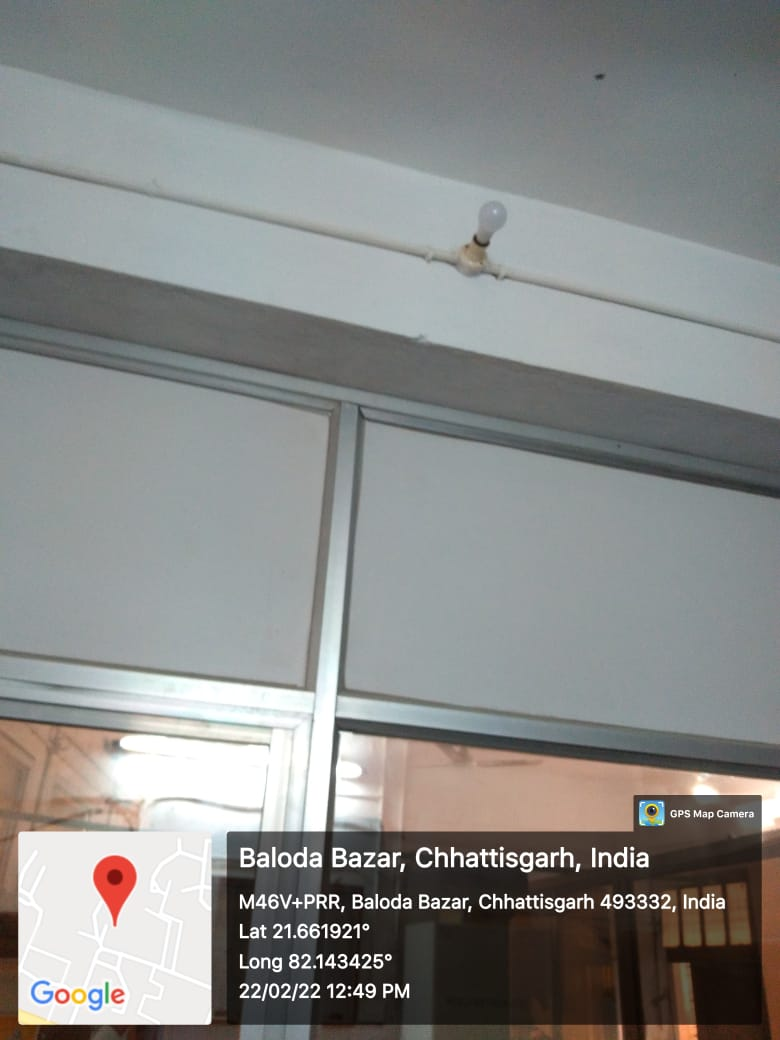 GPS Map Camera
Baloda Bazar, Chhattisgarh, India
M46V+PRR, Baloda Bazar, Chhattisgarh 493332, India
Lat 21.661921°
Long 82.143425°
22/02/22 12:49 PM
Google